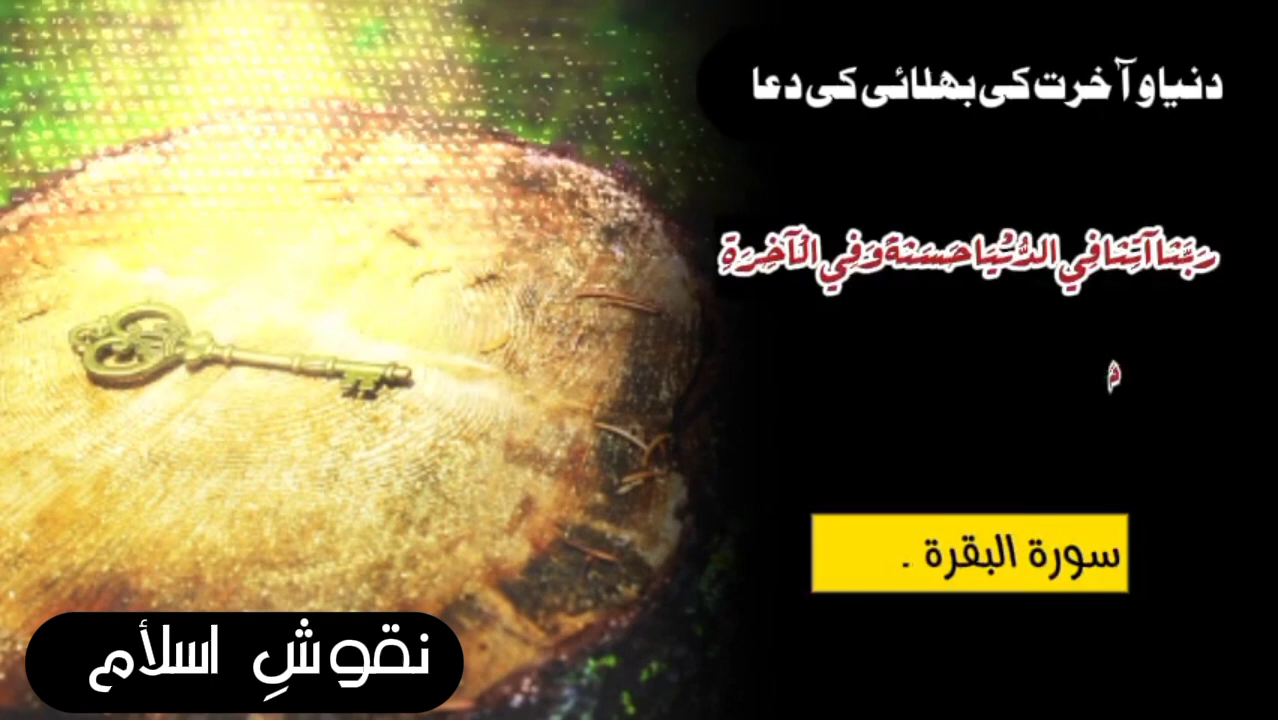 دنیا و آخرت کی بھلائی کی دعا
رَبَّنَا آتِنَا فِي الدُّنْيَا حَسَنَةً وَفِي الْآخِرَةِ
سورة البقرة .
نقوشِ اسلأم